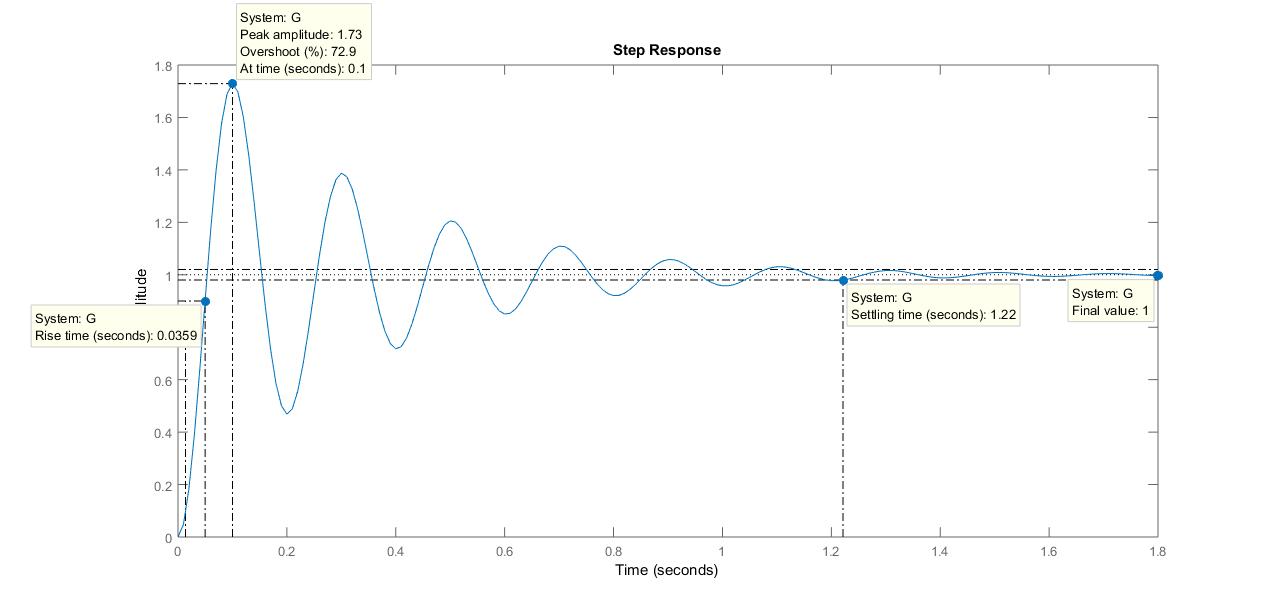 System: G
Peak amplitude: 1.73
Overshoot (%): 72.9
At time (seconds): 0.1
Step Response
1.8
1.6
1.4
1.2
1
litude
System: G
Rise time (seconds): 0.0359
System: G
Settling time (seconds): 1.22
System: G
Final value: 1
0.6
0.4
0.2
0
0 0.2 0.4 0.6 0.8 1 1.2 1.4 1.6 1.8
Time (seconds)